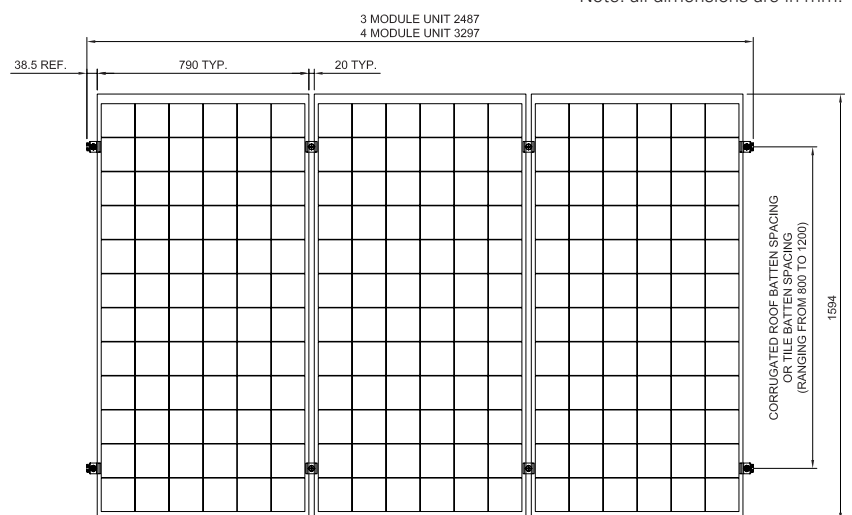 Note: all dimensions are in mm.
3 MODULE UNIT 2487
4 MODULE UNIT 3297
38.5 REF.
790 TYP.
20 TYP.
CORRUGATED ROOF BATTEN SPACING
OR TILE BATTEN SPACING
(RANGING FROM 800 TO 1200)
1594